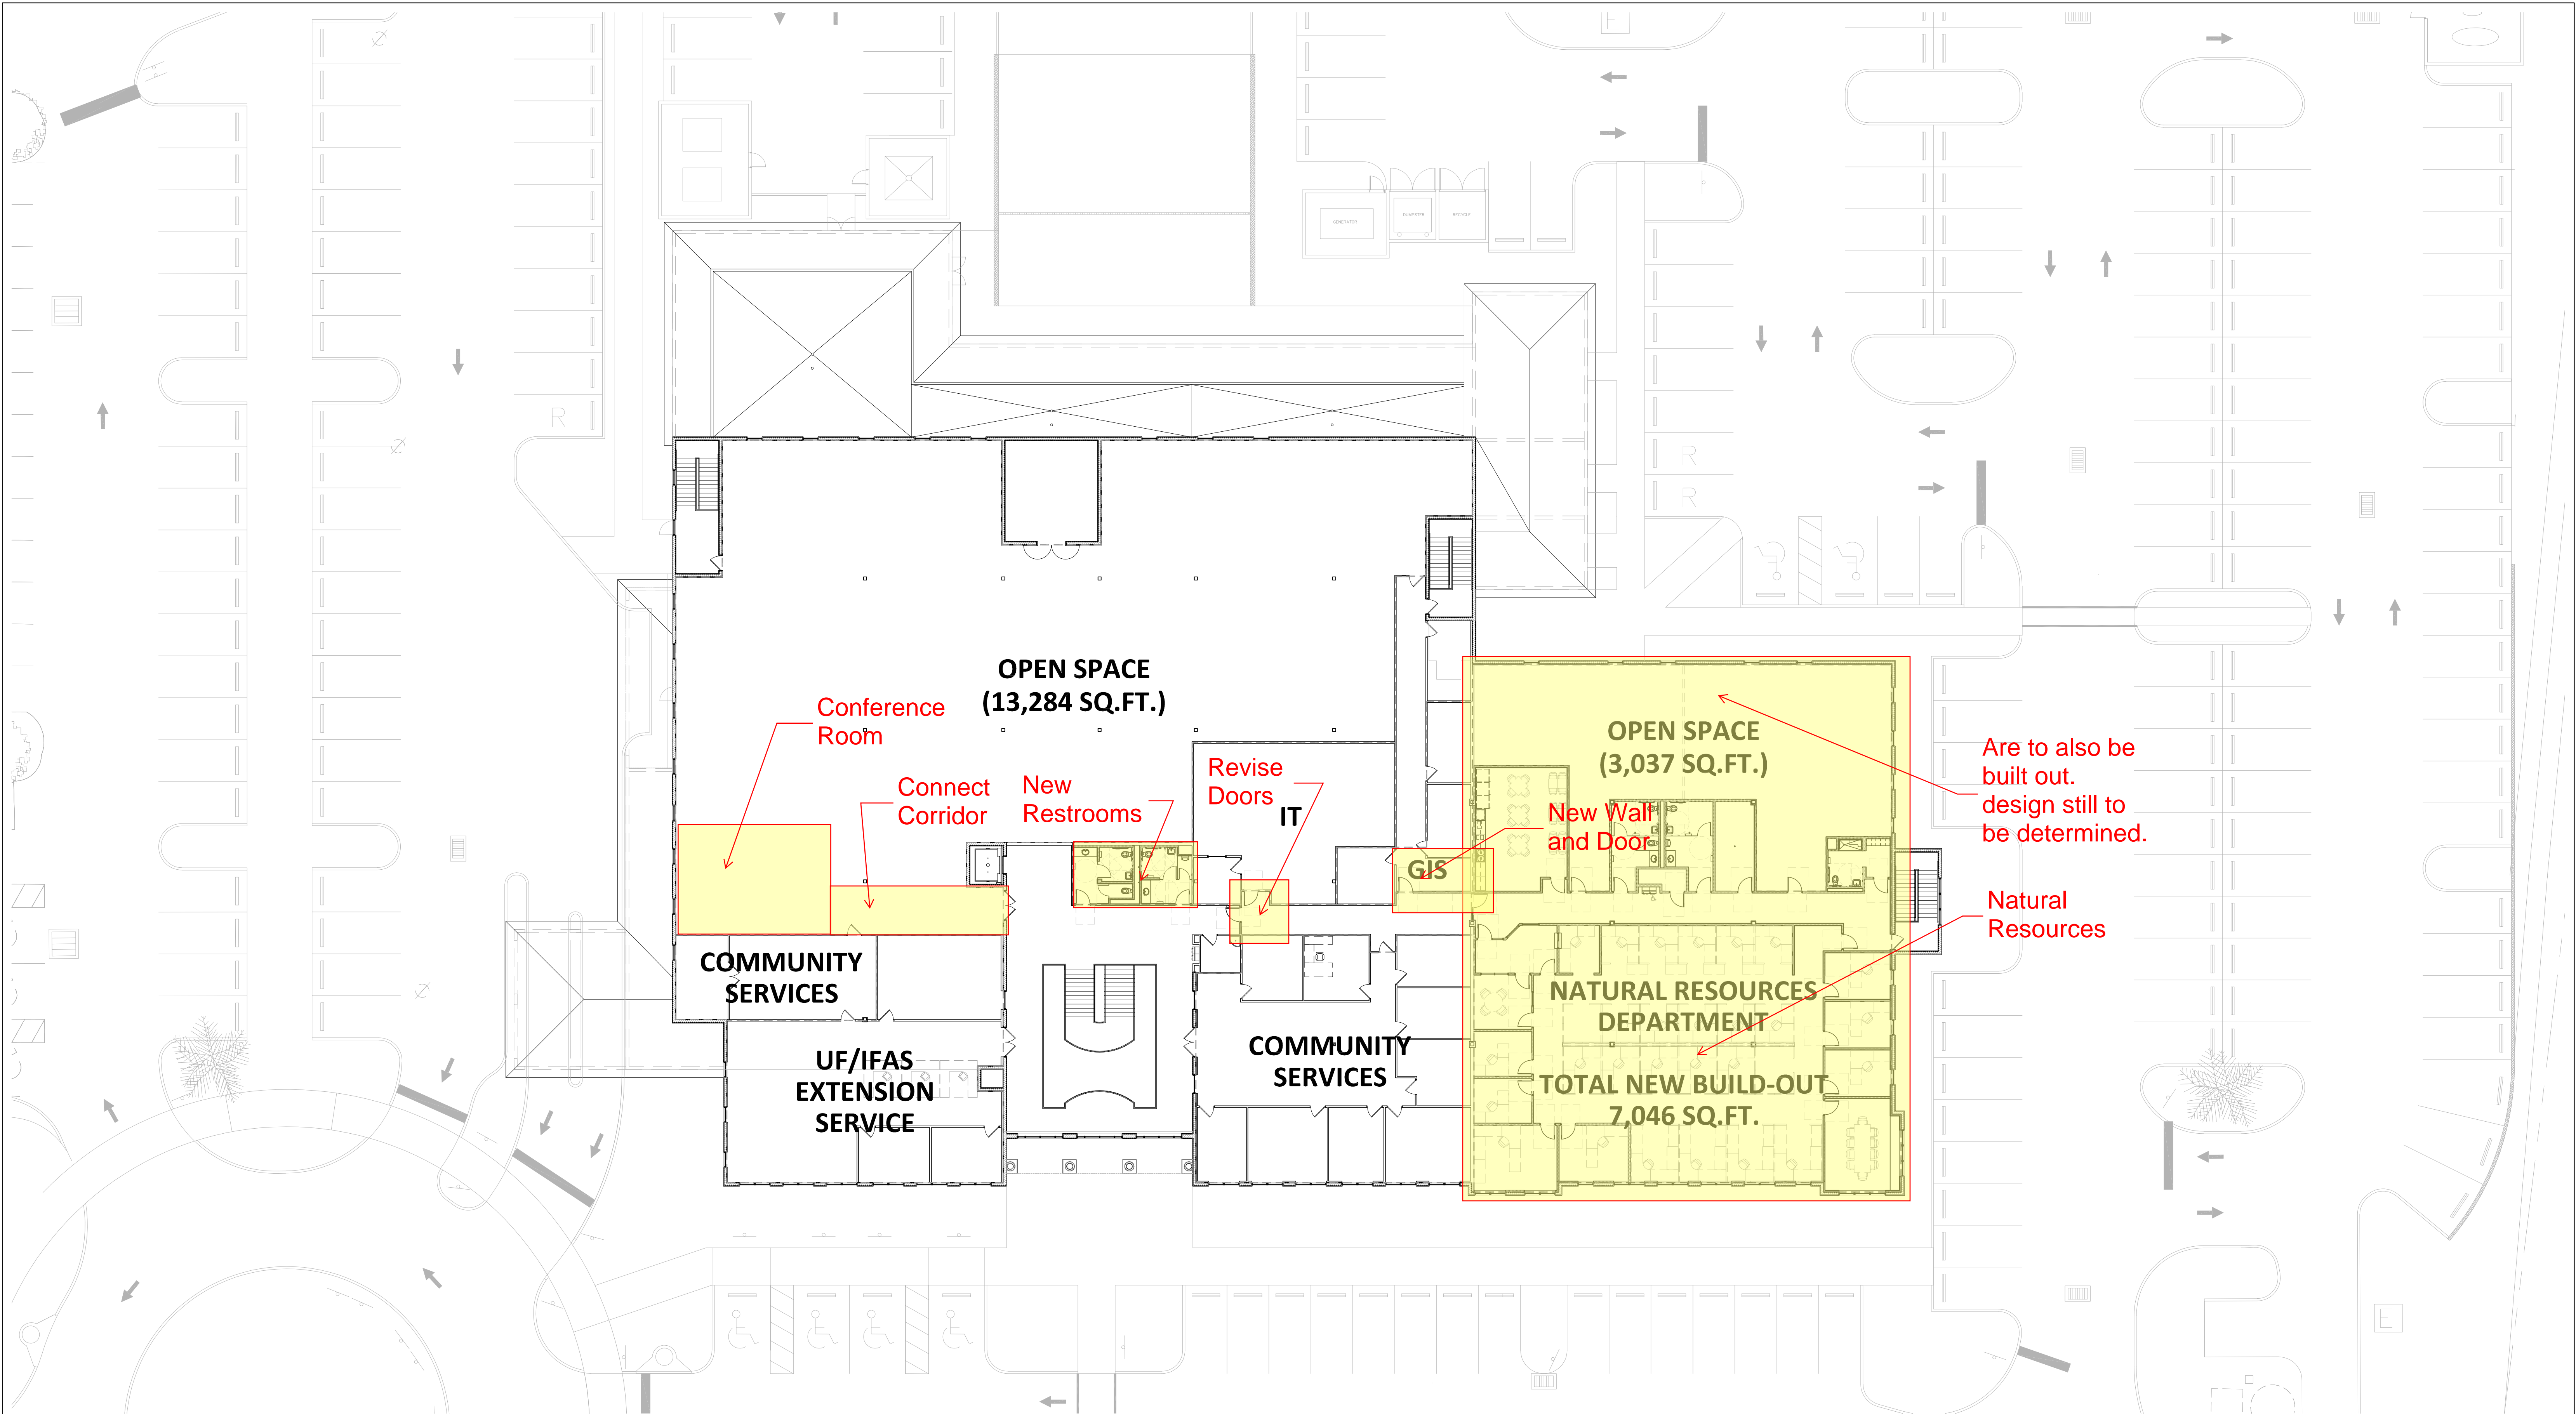 E
GENERATOR
DUMPSTER
RECYCLE
R
R
R
OPEN SPACE
(13,284 SQ.FT.)
Conference
Room
Connect
Corridor
New
Restrooms
Revise
Doors
IT
OPEN SPACE
(3,037 SQ.FT.)
New Wall
and Door
GIS
Are to also be
built out.
design still to
be determined.
Natural
Resources
COMMUNITY
SERVICES
UF/IFAS
EXTENSION
SERVICE
COMMUNITY
SERVICES
NATURAL RESOURCES
DEPARTMENT
TOTAL NEW BUILD-OUT
7,046 SQ.FT.
E